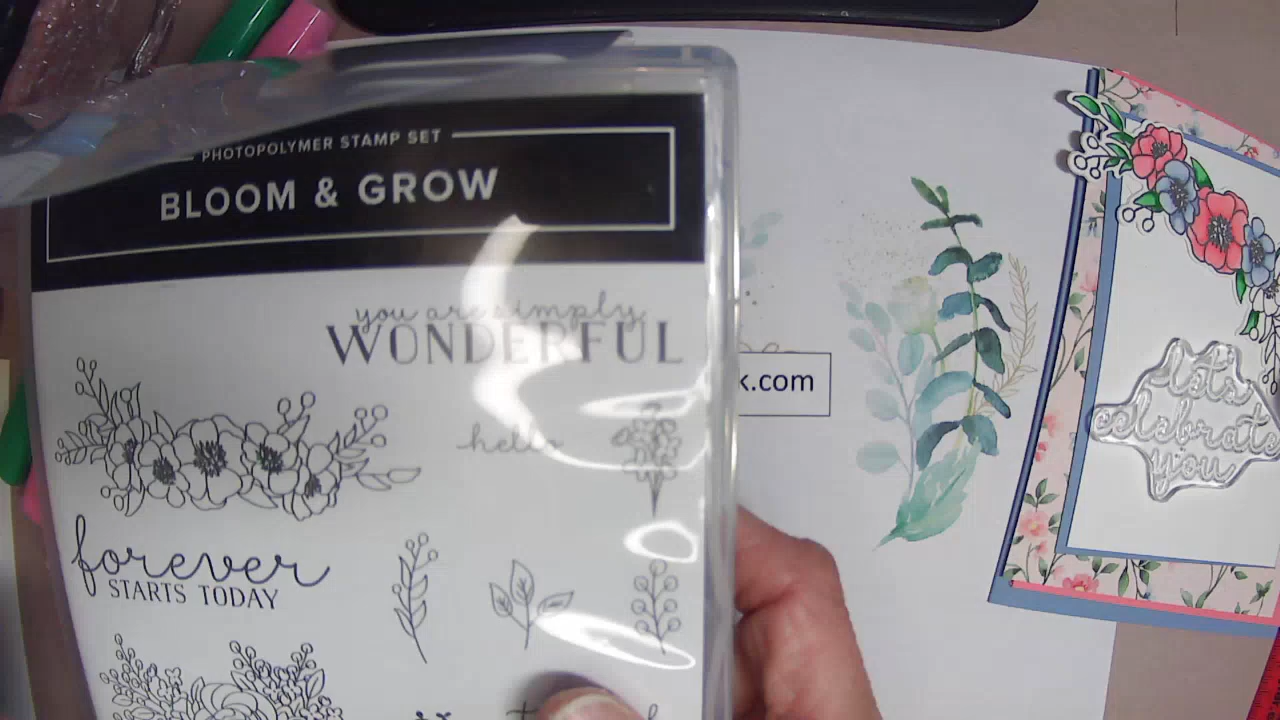 PHOTOPOLYMER STAMP SET
BLOOM & GROW
you are simply
WONDERFUL
hello
forever
STARTS TODAY
k.com
let's
celebrate
you